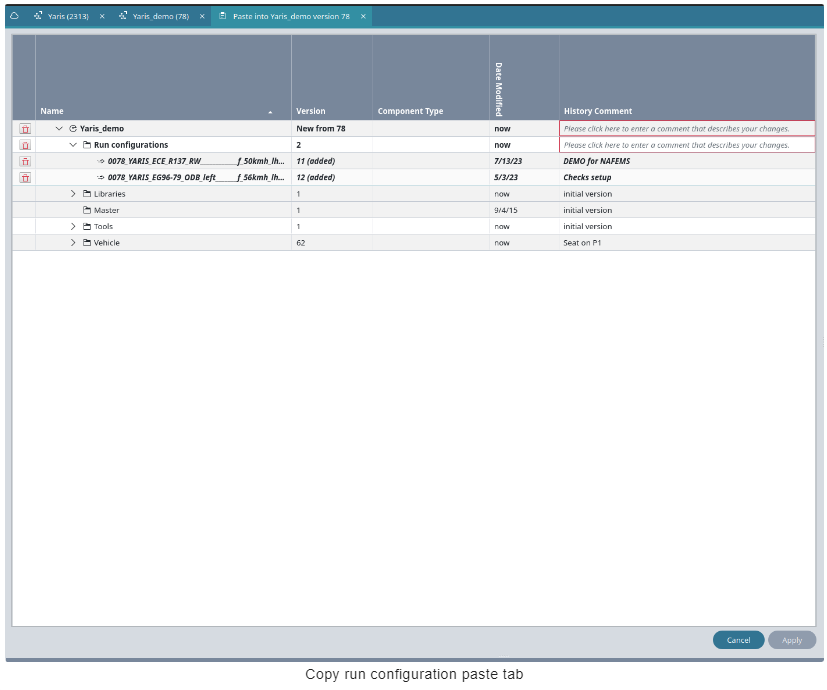 Yaris (2313) × Yaris_demo (78) × Paste into Yaris_demo version 78 ×
Name Version Component Type Date Modified History Comment
Yaris_demo New from 78 now Please click here to enter a comment that describes your changes.
Run configurations 2 now Please click here to enter a comment that describes your changes.
0078_YARIS_ECE_R137_RW________f_50kmh_lh... 11 (added) 7/13/23 DEMO for NAFEMS
0078_YARIS_EG96-79_ODB_left_____f_56kmh_lh... 12 (added) 5/3/23 Checks setup
Libraries 1 now initial version
Master 1 9/4/15 initial version
Tools 1 now initial version
Vehicle 62 now Seat on P1
Cancel Apply
Copy run configuration paste tab